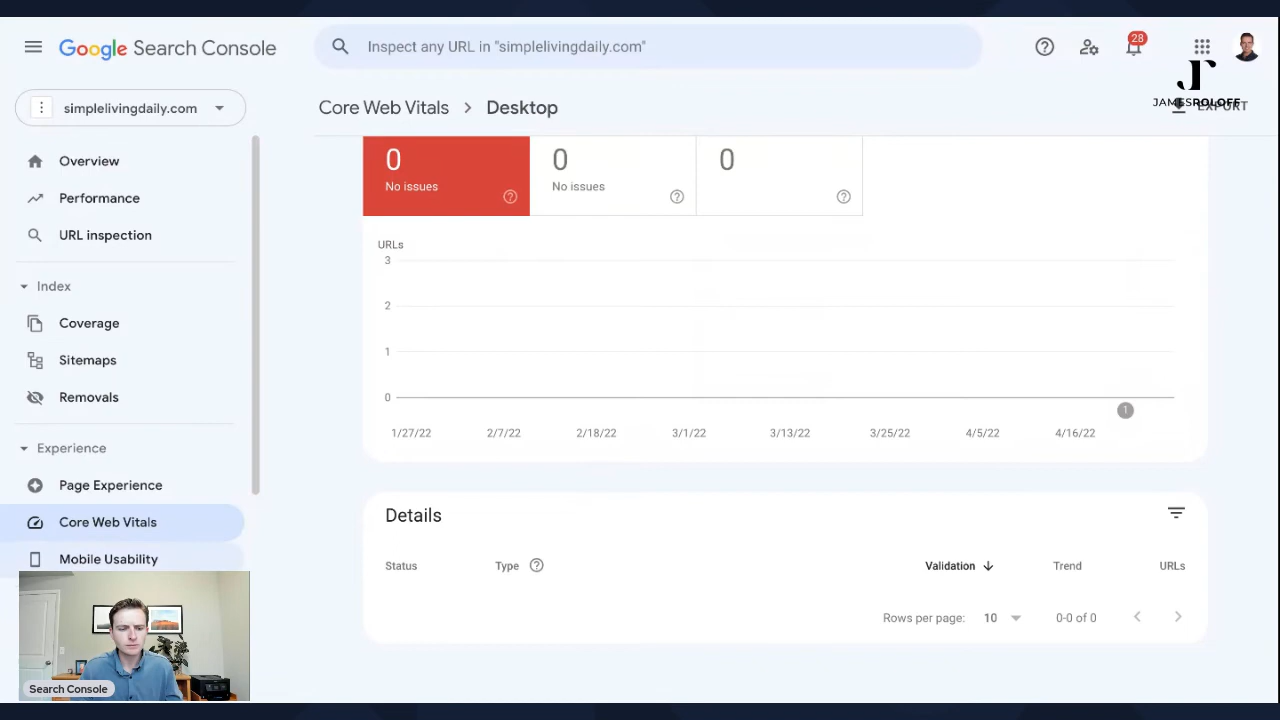 Google Search Console
Inspect any URL in "simplelivingdaily.com"
28
simplelivingdaily.com
Core Web Vitals > Desktop
JAMESROLOFF
EXPORT
Overview
Performance
URL inspection
Index
Coverage
Sitemaps
Removals
Experience
Page Experience
Core Web Vitals
Mobile Usability
0
No issues
0
No issues
0
URLs
3
2
1
0
1
1/27/22 2/7/22 2/18/22 3/1/22 3/13/22 3/25/22 4/5/22 4/16/22
Details
Status Type Validation Trend URLs
Rows per page: 10 0-0 of 0
Search Console